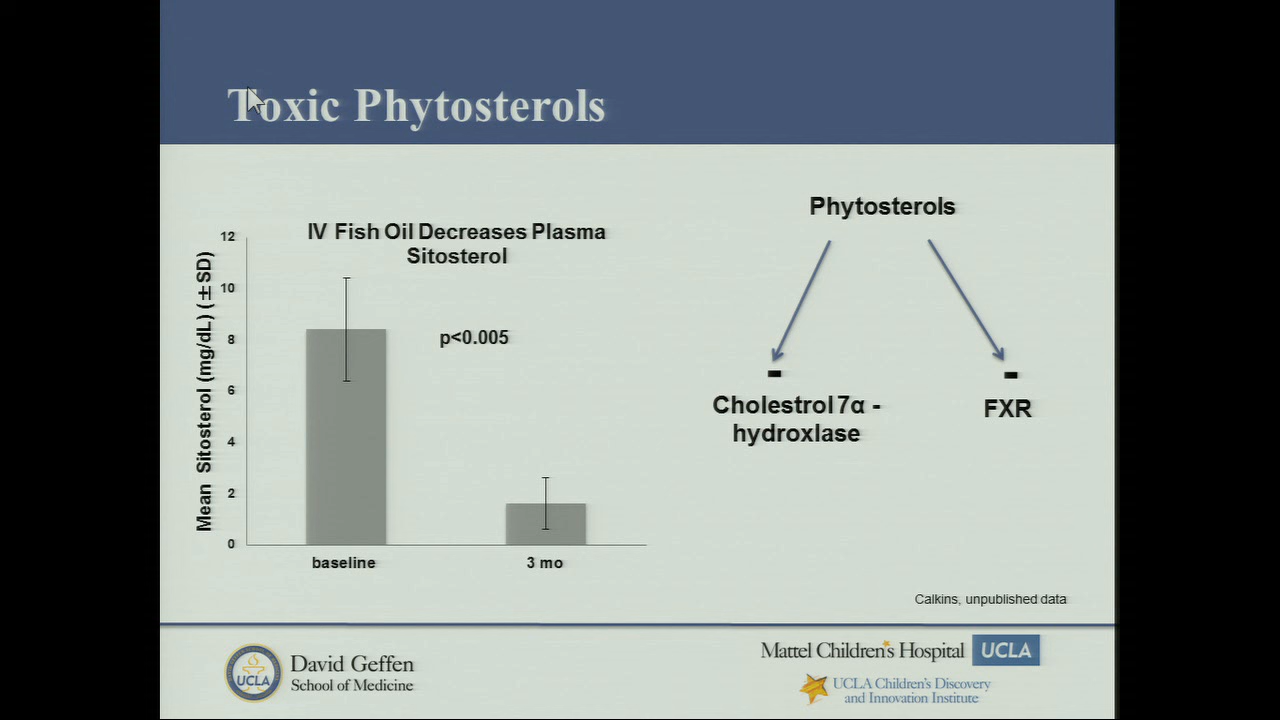 Toxic Phytosterols
IV Fish Oil Decreases Plasma
Sitosterol
Mean Sitosterol (mg/dL) (±SD)
12
10
8
6
4
2
0
p<0.005
baseline
3 mo
Phytosterols
-
-
Cholestrol 7α -
hydroxlase
FXR
Calkins, unpublished data
UCLA
David Geffen
School of Medicine
Mattel Children's Hospital UCLA
UCLA Children's Discovery
and Innovation Institute